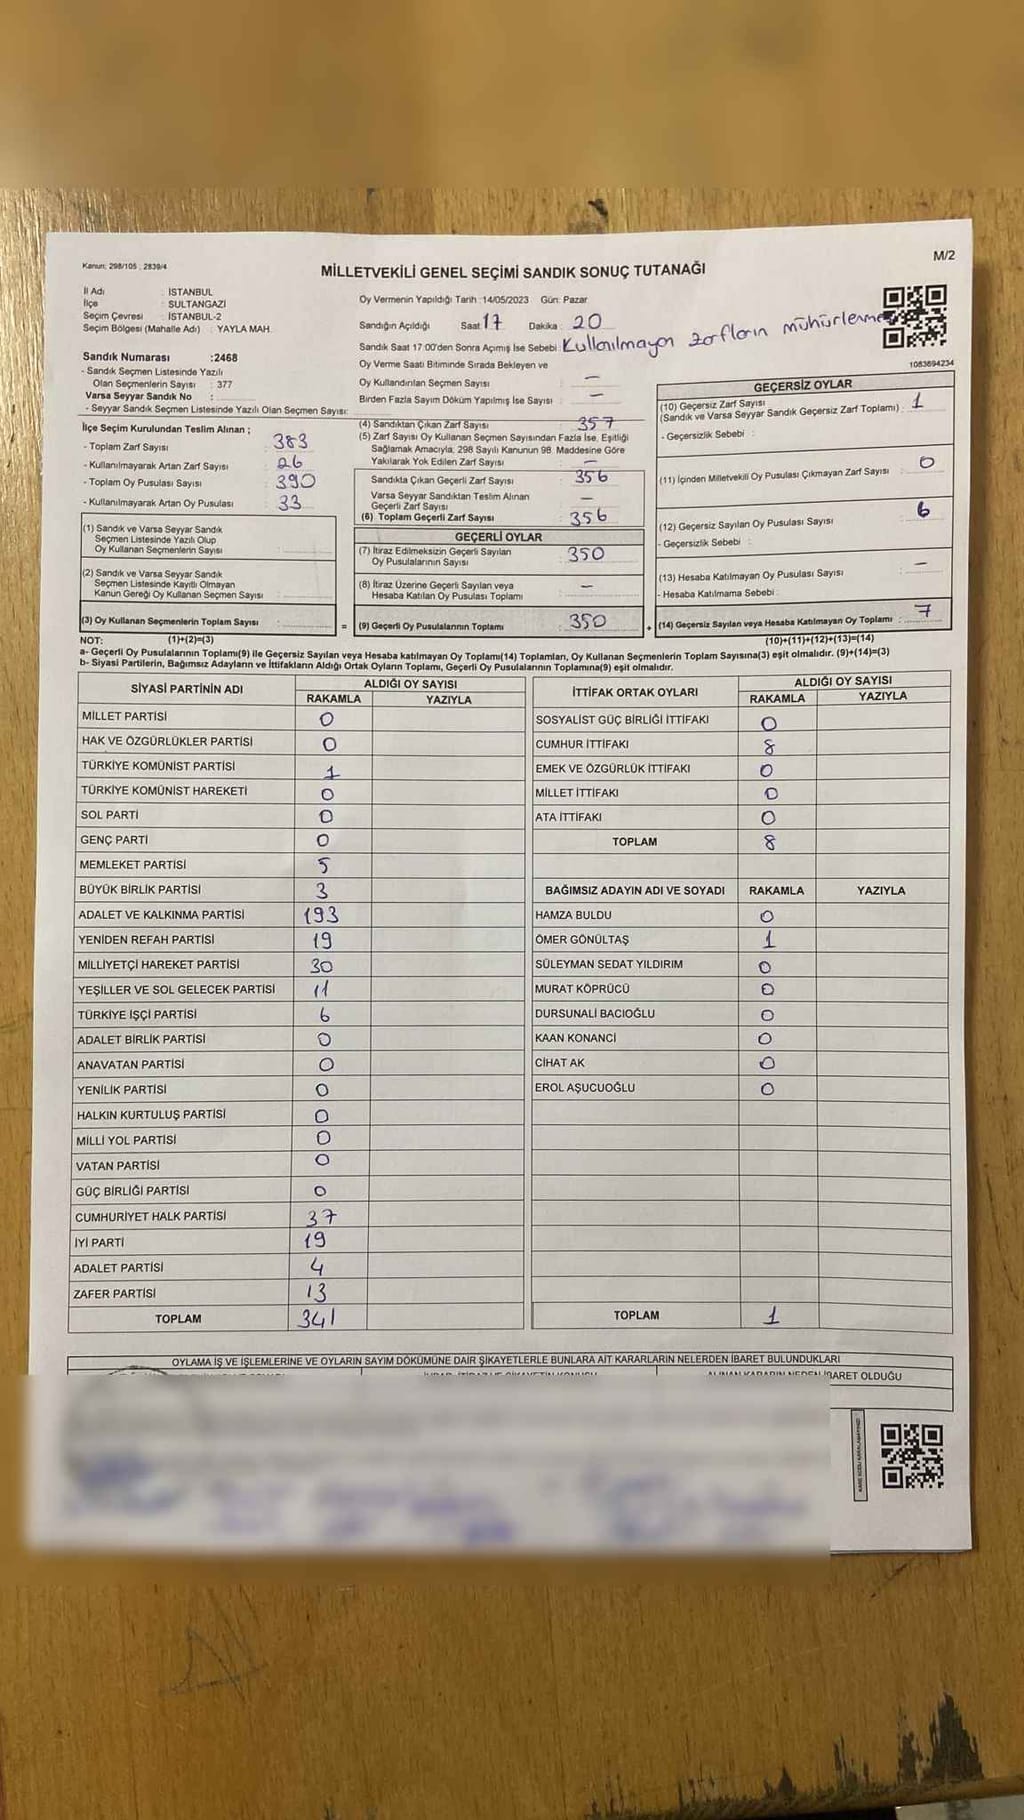 Kanun: 298/105 ; 2839/4
M/2
MİLLETVEKİLİ GENEL SEÇİMİ SANDIK SONUÇ TUTANAĞI
İl Adı : İSTANBUL
İlçe : SULTANGAZİ
Seçim Çevresi : İSTANBUL-2
Seçim Bölgesi (Mahalle Adı) : YAYLA MAH.
Sandık Numarası :2468
- Sandık Seçmen Listesinde Yazılı
Olan Seçmenlerin Sayısı : 377
Varsa Seyyar Sandık No :
- Seyyar Sandık Seçmen Listesinde Yazılı Olan Seçmen Sayısı:
Oy Vermenin Yapıldığı Tarih :14/05/2023 Gün: Pazar
Sandığın Açıldığı Saat 17 Dakika : 20
Sandık Saat 17:00'den Sonra Açımış İse Sebebi : Kullanılmayan zarfların mühürlenme
Oy Verme Saati Bitiminde Sırada Bekleyen ve
Oy Kullandırılan Seçmen Sayısı : —
Birden Fazla Sayım Döküm Yapılmış İse Sayısı : —
1083694234
İlçe Seçim Kurulundan Teslim Alınan ;
- Toplam Zarf Sayısı : 383
- Kullanılmayarak Artan Zarf Sayısı : 26
- Toplam Oy Pusulası Sayısı : 390
- Kullanılmayarak Artan Oy Pusulası : 33
(1) Sandık ve Varsa Seyyar Sandık
Seçmen Listesinde Yazılı Olup
Oy Kullanan Seçmenlerin Sayısı :
(2) Sandık ve Varsa Seyyar Sandık
Seçmen Listesinde Kayıtlı Olmayan
Kanun Gereği Oy Kullanan Seçmen Sayısı :
(3) Oy Kullanan Seçmenlerin Toplam Sayısı :
(4) Sandıktan Çıkan Zarf Sayısı : 357
(5) Zarf Sayısı Oy Kullanan Seçmen Sayısından Fazla İse, Eşitliği
Sağlamak Amacıyla, 298 Sayılı Kanunun 98. Maddesine Göre
Yakılarak Yok Edilen Zarf Sayısı : —
Sandıkta Çıkan Geçerli Zarf Sayısı : 356
Varsa Seyyar Sandıktan Teslim Alınan
Geçerli Zarf Sayısı : —
(6) Toplam Geçerli Zarf Sayısı : 356
GEÇERLİ OYLAR
(7) İtiraz Edilmeksizin Geçerli Sayılan
Oy Pusulalarının Sayısı : 350
(8) İtiraz Üzerine Geçerli Sayılan veya
Hesaba Katılan Oy Pusulası Toplamı : —
= (9) Geçerli Oy Pusulalarının Toplamı : 350 +
GEÇERSİZ OYLAR
(10) Geçersiz Zarf Sayısı
(Sandık ve Varsa Seyyar Sandık Geçersiz Zarf Toplamı) : 1
- Geçersizlik Sebebi :
(11) İçinden Milletvekili Oy Pusulası Çıkmayan Zarf Sayısı : 0
(12) Geçersiz Sayılan Oy Pusulası Sayısı : 6
- Geçersizlik Sebebi :
(13) Hesaba Katılmayan Oy Pusulası Sayısı : —
- Hesaba Katılmama Sebebi :
(14) Geçersiz Sayılan veya Hesaba Katılmayan Oy Toplamı : 7
NOT: (1)+(2)=(3) (10)+(11)+(12)+(13)=(14)
a- Geçerli Oy Pusulalarının Toplamı(9) ile Geçersiz Sayılan veya Hesaba katılmayan Oy Toplamı(14) Toplamları, Oy Kullanan Seçmenlerin Toplam Sayısına(3) eşit olmalıdır. (9)+(14)=(3)
b- Siyasi Partilerin, Bağımsız Adayların ve İttifakların Aldığı Ortak Oyların Toplamı, Geçerli Oy Pusulalarının Toplamına(9) eşit olmalıdır.
SİYASİ PARTİNİN ADI ALDIĞI OY SAYISI
RAKAMLA YAZIYLA
MİLLET PARTİSİ 0
HAK VE ÖZGÜRLÜKLER PARTİSİ 0
TÜRKİYE KOMÜNİST PARTİSİ 1
TÜRKİYE KOMÜNİST HAREKETİ 0
SOL PARTİ 0
GENÇ PARTİ 0
MEMLEKET PARTİSİ 5
BÜYÜK BİRLİK PARTİSİ 3
ADALET VE KALKINMA PARTİSİ 193
YENİDEN REFAH PARTİSİ 19
MİLLİYETÇİ HAREKET PARTİSİ 30
YEŞİLLER VE SOL GELECEK PARTİSİ 11
TÜRKİYE İŞÇİ PARTİSİ 6
ADALET BİRLİK PARTİSİ 0
ANAVATAN PARTİSİ 0
YENİLİK PARTİSİ 0
HALKIN KURTULUŞ PARTİSİ 0
MİLLİ YOL PARTİSİ 0
VATAN PARTİSİ 0
GÜÇ BİRLİĞİ PARTİSİ 0
CUMHURİYET HALK PARTİSİ 37
İYİ PARTİ 19
ADALET PARTİSİ 4
ZAFER PARTİSİ 13
TOPLAM 341
İTTİFAK ORTAK OYLARI ALDIĞI OY SAYISI
RAKAMLA YAZIYLA
SOSYALİST GÜÇ BİRLİĞİ İTTİFAKI 0
CUMHUR İTTİFAKI 8
EMEK VE ÖZGÜRLÜK İTTİFAKI 0
MİLLET İTTİFAKI 0
ATA İTTİFAKI 0
TOPLAM 8
BAĞIMSIZ ADAYIN ADI VE SOYADI RAKAMLA YAZIYLA
HAMZA BULDU 0
ÖMER GÖNÜLTAŞ 1
SÜLEYMAN SEDAT YILDIRIM 0
MURAT KÖPRÜCÜ 0
DURSUNALİ BACIOĞLU 0
KAAN KONANCİ 0
CİHAT AK 0
EROL AŞUCUOĞLU 0
TOPLAM 1
OYLAMA İŞ VE İŞLEMLERİNE VE OYLARIN SAYIM DÖKÜMÜNE DAİR ŞİKAYETLERLE BUNLARA AİT KARARLARIN NELERDEN İBARET BULUNDUKLARI
ALINAN KARARIN NEDEN İBARET OLDUĞU